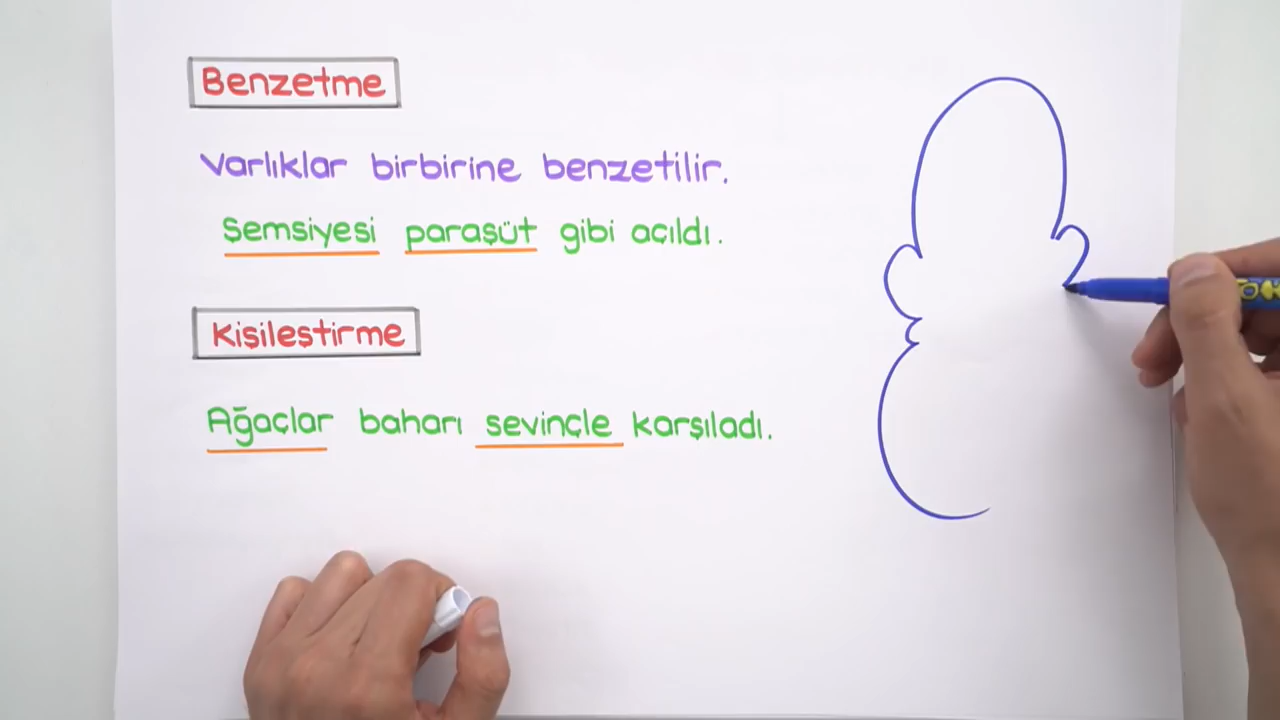 Benzetme
Varlıklar birbirine benzetilir.
Şemsiyesi paraşüt gibi açıldı.
Kişileştirme
Ağaçlar baharı sevinçle karşıladı.